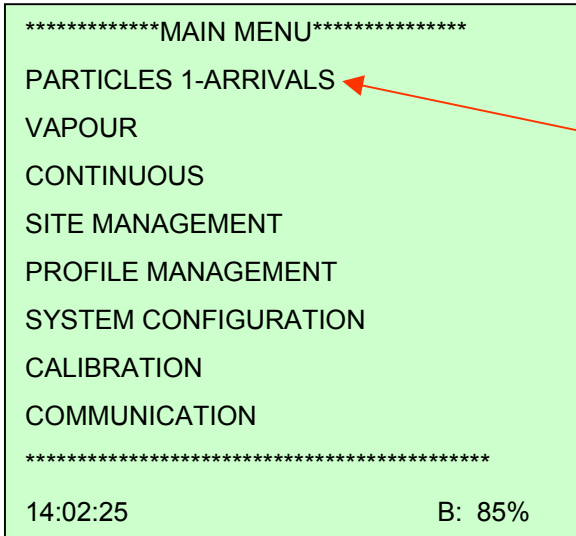 *************MAIN MENU***************
PARTICLES 1-ARRIVALS
VAPOUR
CONTINUOUS
SITE MANAGEMENT
PROFILE MANAGEMENT
SYSTEM CONFIGURATION
CALIBRATION
COMMUNICATION
*********************************************
14:02:25 B: 85%